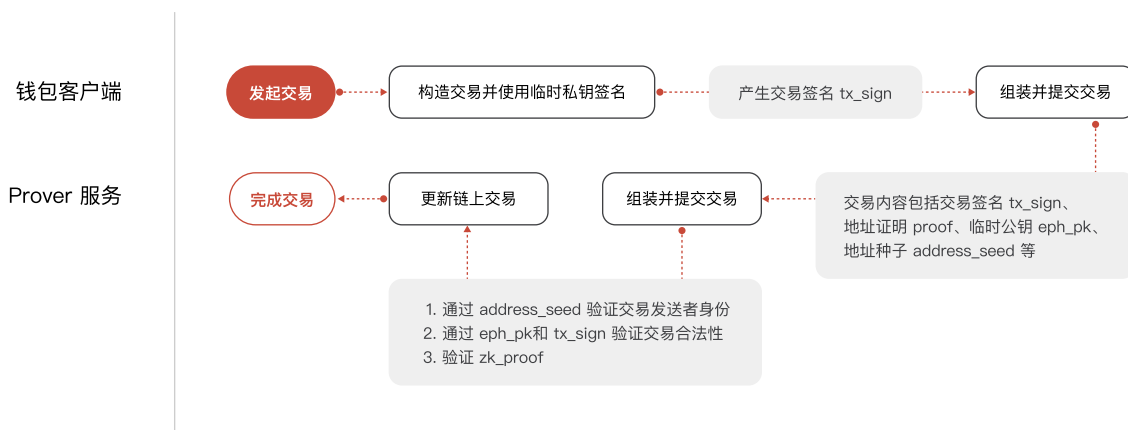 钱包客户端
发起交易
构造交易并使用临时私钥签名
产生交易签名 tx_sign
组装并提交交易
Prover 服务
完成交易
更新链上交易
组装并提交交易
交易内容包括交易签名 tx_sign、
地址证明 proof、临时公钥 eph_pk、
地址种子 address_seed 等
1. 通过 address_seed 验证交易发送者身份
2. 通过 eph_pk和 tx_sign 验证交易合法性
3. 验证 zk_proof